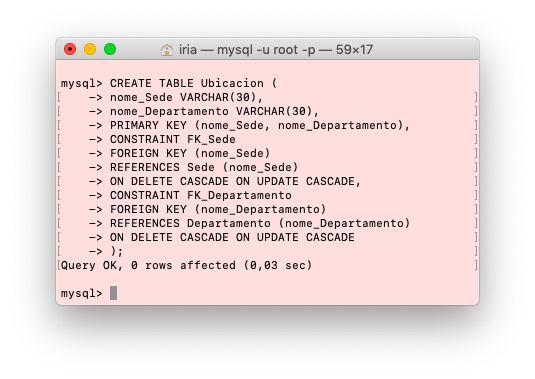 iria — mysql -u root -p — 59×17
mysql> CREATE TABLE Ubicacion (
[    -> nome_Sede VARCHAR(30),                              ]
[    -> nome_Departamento VARCHAR(30),                      ]
[    -> PRIMARY KEY (nome_Sede, nome_Departamento),         ]
[    -> CONSTRAINT FK_Sede                                  ]
[    -> FOREIGN KEY (nome_Sede)                             ]
[    -> REFERENCES Sede (nome_Sede)                         ]
[    -> ON DELETE CASCADE ON UPDATE CASCADE,                ]
[    -> CONSTRAINT FK_Departamento                          ]
[    -> FOREIGN KEY (nome_Departamento)                     ]
[    -> REFERENCES Departamento (nome_Departamento)         ]
[    -> ON DELETE CASCADE ON UPDATE CASCADE                 ]
[    -> );                                                  ]
[Query OK, 0 rows affected (0,03 sec)                       ]
mysql>